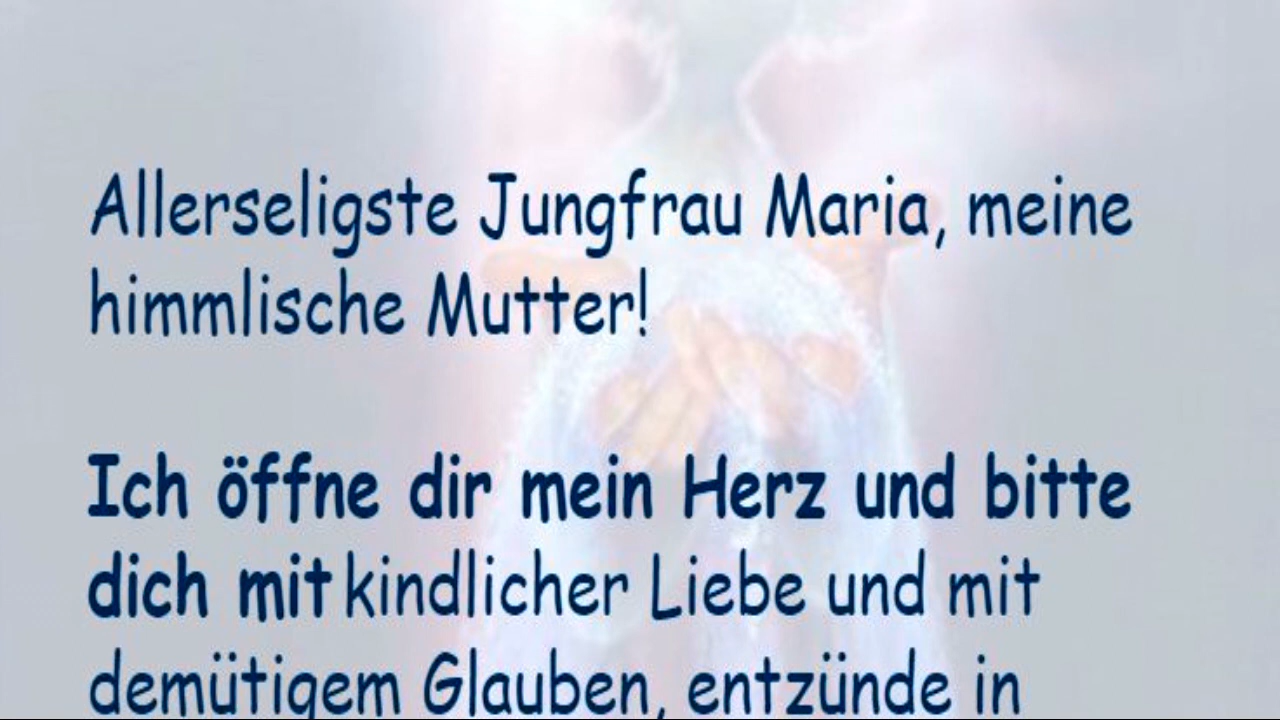 Allerseligste Jungfrau Maria, meine
himmlische Mutter!
Ich öffne dir mein Herz und bitte
dich mit kindlicher Liebe und mit
demütigem Glauben, entzünde in